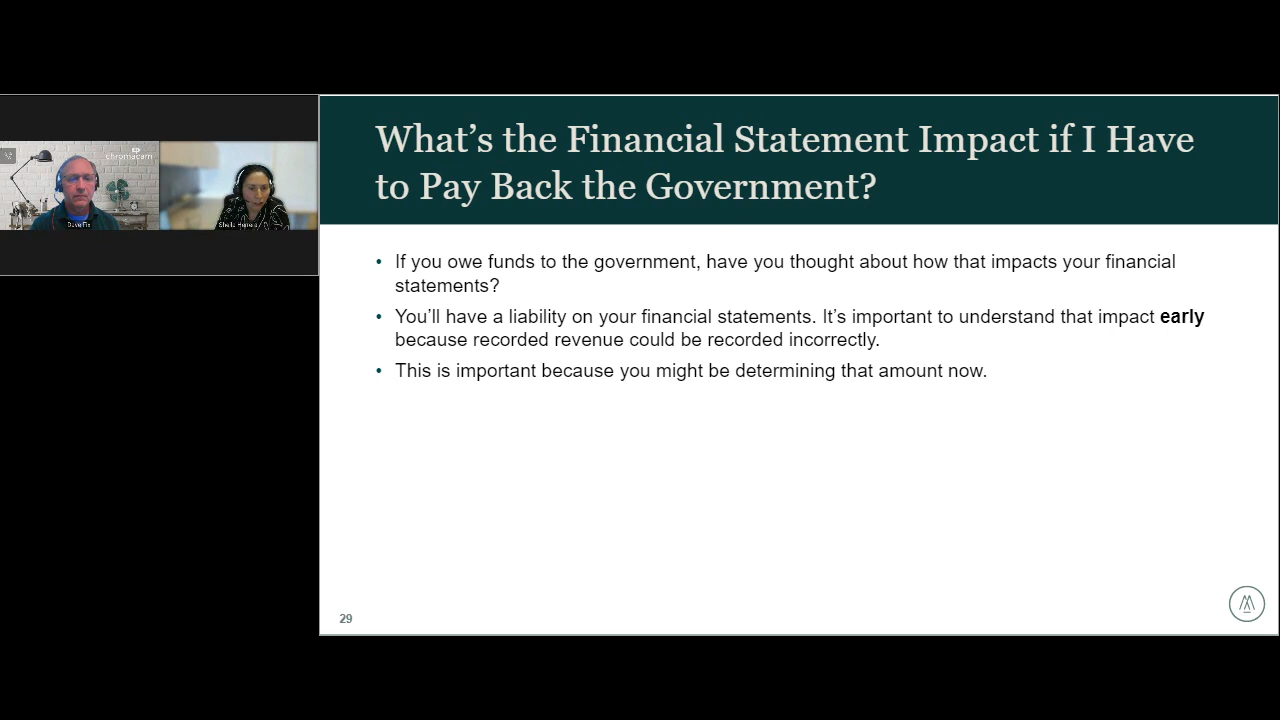 What's the Financial Statement Impact if I Have
to Pay Back the Government?
chromacam
Dave Fix
• If you owe funds to the government, have you thought about how that impacts your financial
statements?
• You'll have a liability on your financial statements. It's important to understand that impact early
because recorded revenue could be recorded incorrectly.
• This is important because you might be determining that amount now.
29